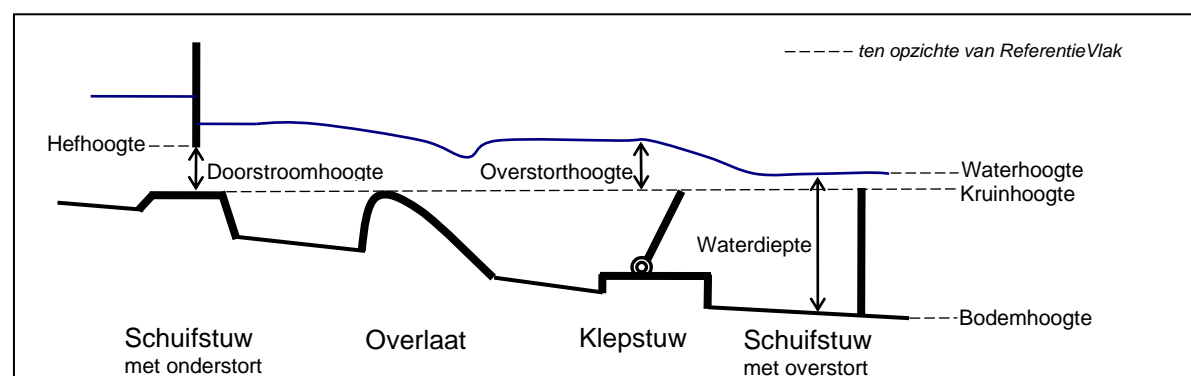 ten opzichte van ReferentieVlak
Hefhoogte
Doorstroomhoogte
Overstorthoogte
Waterhoogte
Kruinhoogte
Waterdiepte
Bodemhoogte
Schuifstuw
met onderstort
Overlaat
Klepstuw
Schuifstuw
met overstort